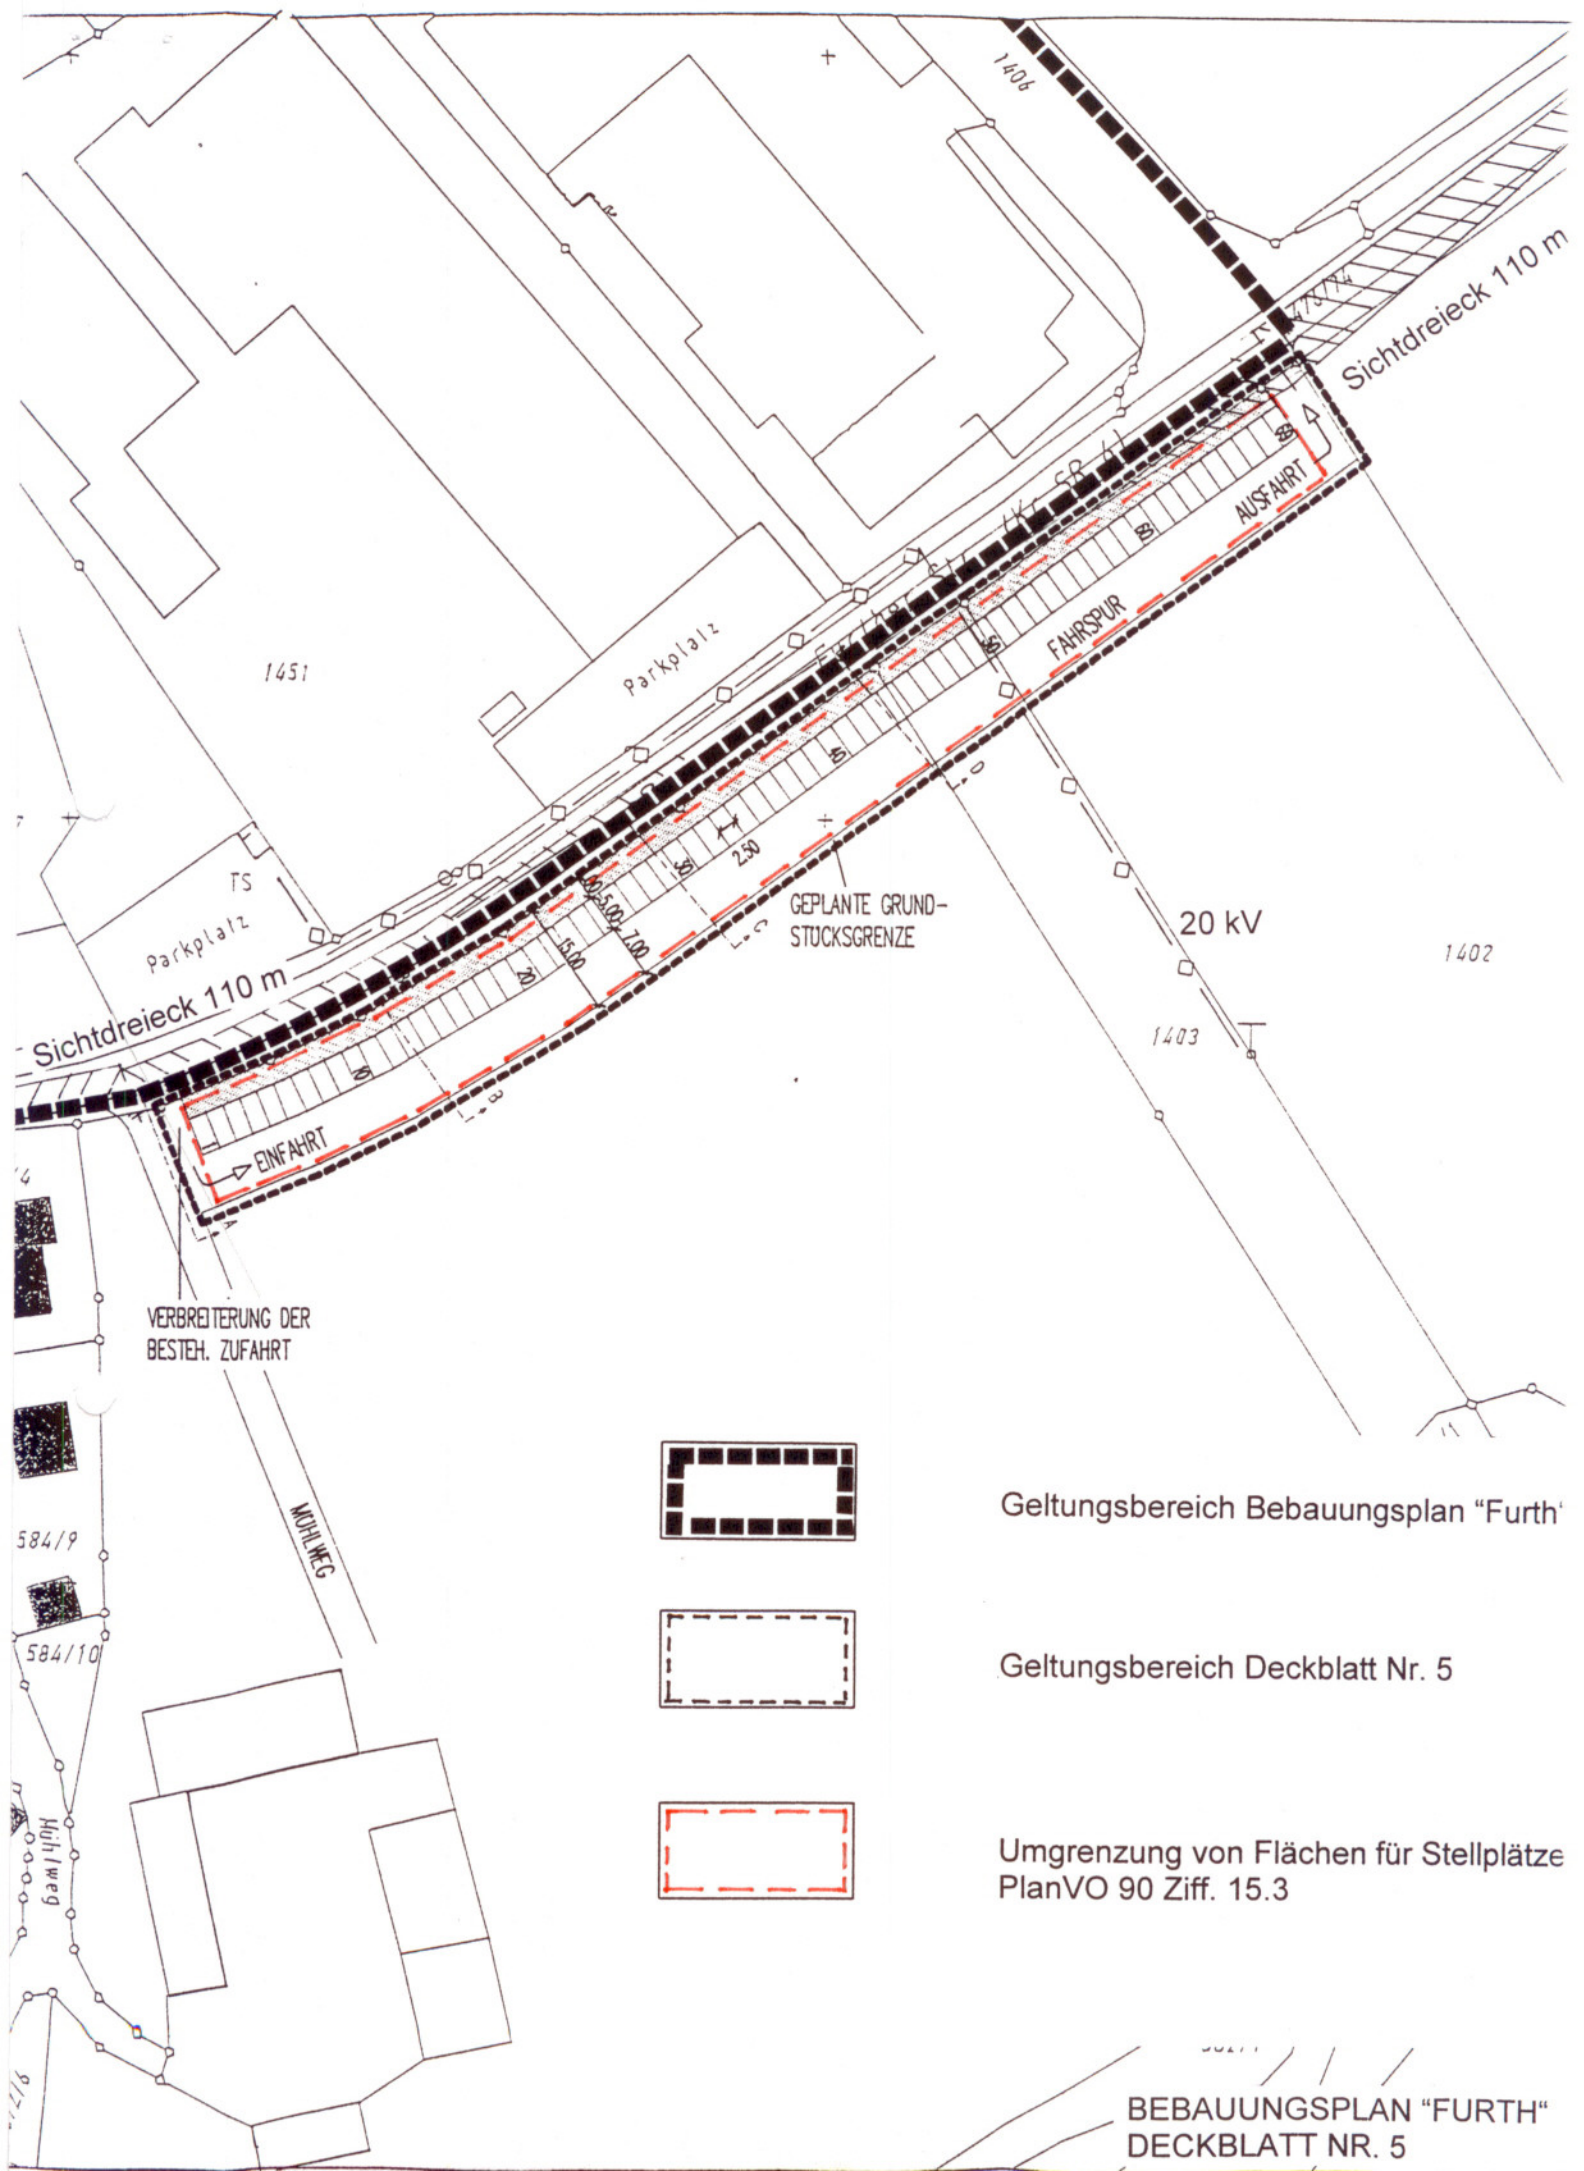 1406
Sichtdreieck 110 m
88
AUSFAHRT
60
FAHRSPUR
50
Parkplatz
1451
40
D
30
2.50
GEPLANTE GRUND-
STÜCKSGRENZE
C
5.00
7.00
15.00
20
TS
Parkplatz
20 kV
1402
1403
Sichtdreieck 110 m
10
B
1
EINFAHRT
A
VERBREITERUNG DER
BESTEH. ZUFAHRT
MÜHLWEG
Geltungsbereich Bebauungsplan “Furth‘
584/9
584/10
Geltungsbereich Deckblatt Nr. 5
Mühlweg
Umgrenzung von Flächen für Stellplätze
PlanVO 90 Ziff. 15.3
BEBAUUNGSPLAN “FURTH“
DECKBLATT NR. 5